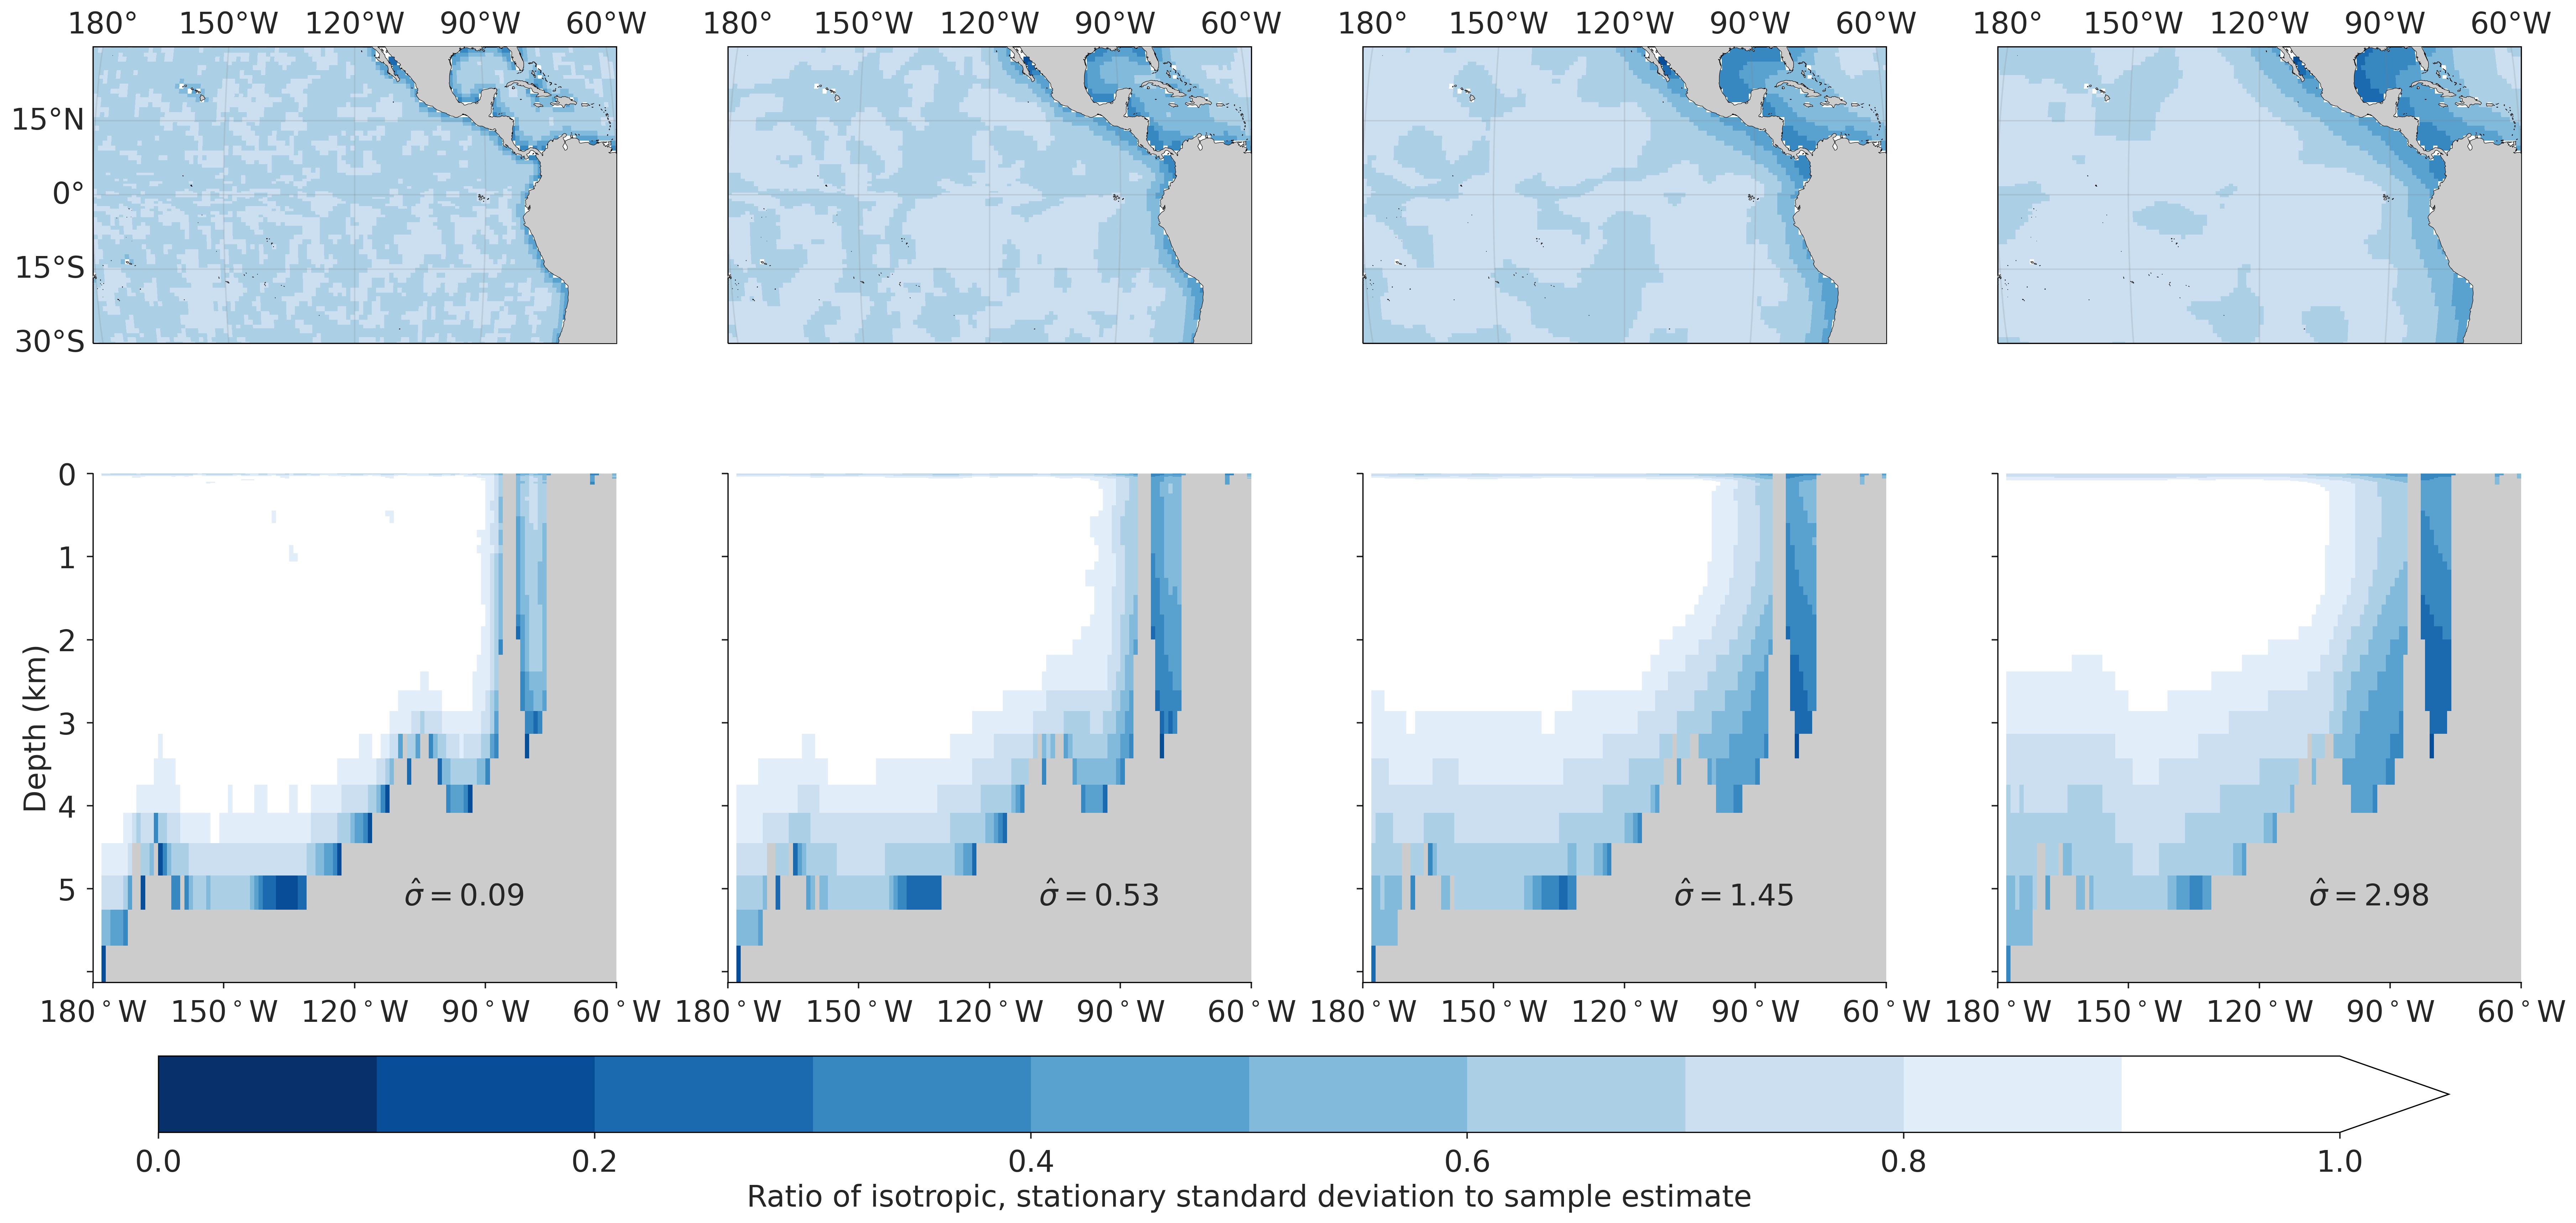 180° 150°W 120°W 90°W 60°W 180° 150°W 120°W 90°W 60°W 180° 150°W 120°W 90°W 60°W 180° 150°W 120°W 90°W 60°W
15°N
0°
15°S
30°S
0
1
2
3
4
5
Depth (km)
σ̂ = 0.09 σ̂ = 0.53 σ̂ = 1.45 σ̂ = 2.98
180°W 150°W 120°W 90°W 60°W 180°W 150°W 120°W 90°W 60°W 180°W 150°W 120°W 90°W 60°W 180°W 150°W 120°W 90°W 60°W
0.0 0.2 0.4 0.6 0.8 1.0
Ratio of isotropic, stationary standard deviation to sample estimate